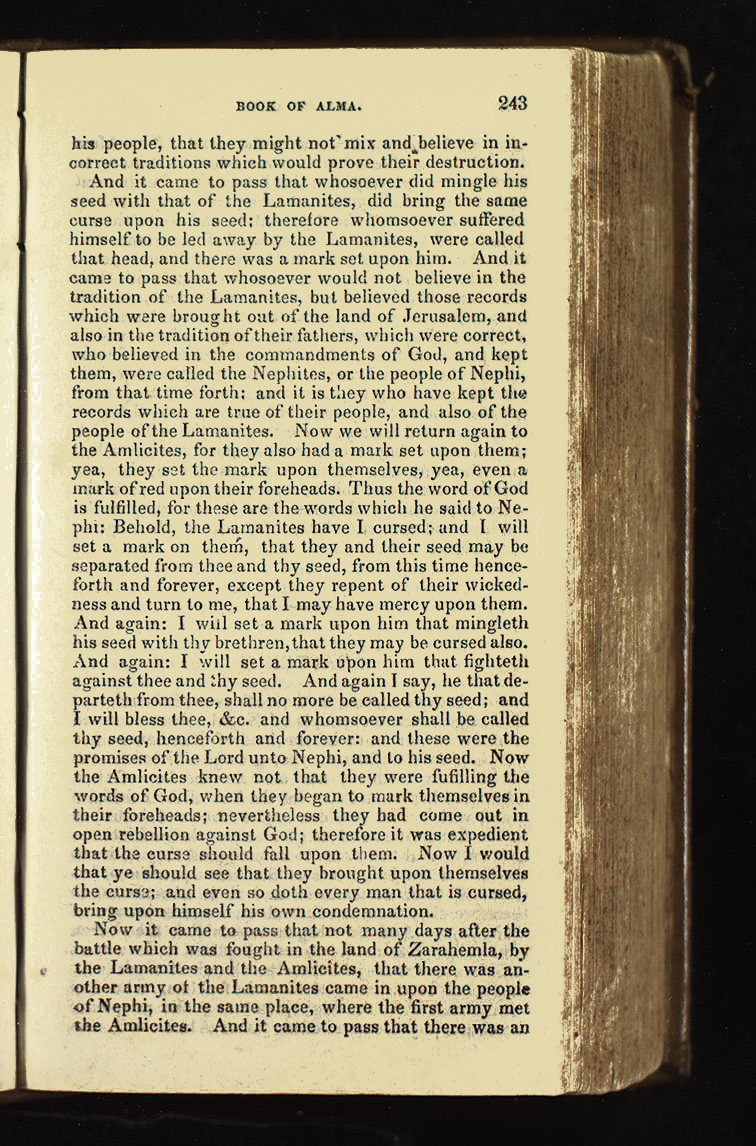 BOOK OF ALMA. 243
his people, that they might not mix and believe in in-
correct traditions which would prove their destruction.
And it came to pass that whosoever did mingle his
seed with that of the Lamanites, did bring the same
curse upon his seed; therefore whomsoever suffered
himself to be led away by the Lamanites, were called
that head, and there was a mark set upon him. And it
came to pass that whosoever would not believe in the
tradition of the Lamanites, but believed those records
which were brought out of the land of Jerusalem, and
also in the tradition of their fathers, which were correct,
who believed in the commandments of God, and kept
them, were called the Nephites, or the people of Nephi,
from that time forth; and it is they who have kept the
records which are true of their people, and also of the
people of the Lamanites. Now we will return again to
the Amlicites, for they also had a mark set upon them;
yea, they set the mark upon themselves, yea, even a
mark of red upon their foreheads. Thus the word of God
is fulfilled, for these are the words which he said to Ne-
phi: Behold, the Lamanites have I cursed; and I will
set a mark on them, that they and their seed may be
separated from thee and thy seed, from this time hence-
forth and forever, except they repent of their wicked-
ness and turn to me, that I may have mercy upon them.
And again: I will set a mark upon him that mingleth
his seed with thy brethren, that they may be cursed also.
And again: I will set a mark upon him that fighteth
against thee and thy seed. And again I say, he that de-
parteth from thee, shall no more be called thy seed; and
I will bless thee, &c. and whomsoever shall be called
thy seed, henceforth and forever: and these were the
promises of the Lord unto Nephi, and to his seed. Now
the Amlicites knew not that they were fufilling the
words of God, when they began to mark themselves in
their foreheads; nevertheless they had come out in
open rebellion against God; therefore it was expedient
that the curse should fall upon them. Now I would
that ye should see that they brought upon themselves
the curse; and even so doth every man that is cursed,
bring upon himself his own condemnation.
Now it came to pass that not many days after the
battle which was fought in the land of Zarahemla, by
the Lamanites and the Amlicites, that there was an-
other army of the Lamanites came in upon the people
of Nephi, in the same place, where the first army met
the Amlicites. And it came to pass that there was an